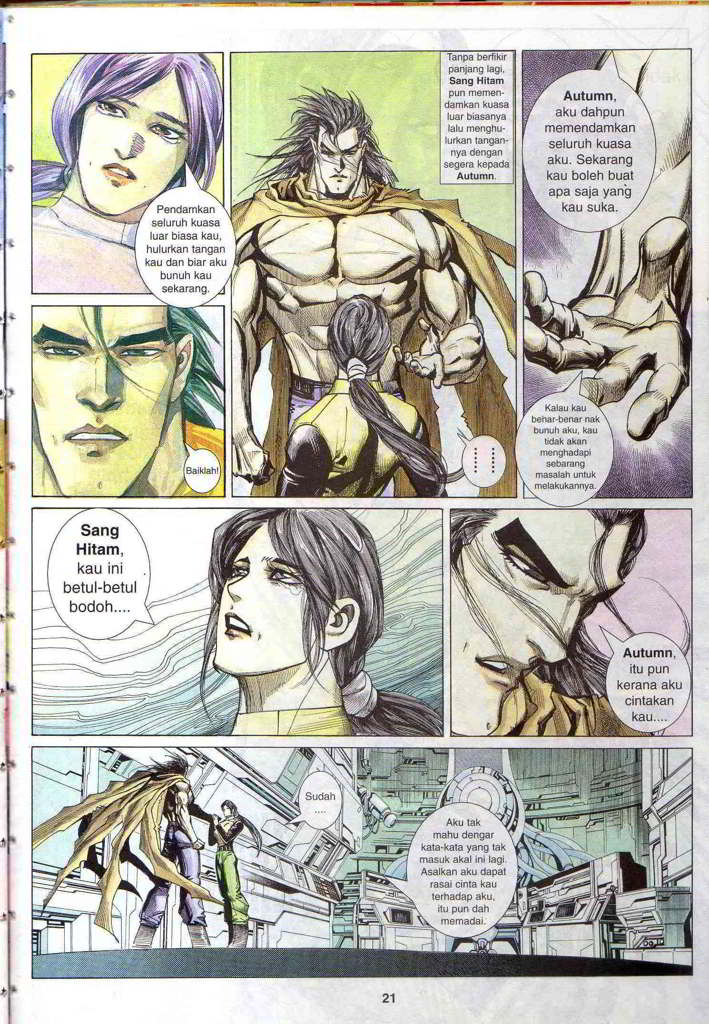 Pendamkan
seluruh kuasa
luar biasa kau,
hulurkan tangan
kau dan biar aku
bunuh kau
sekarang.
Baiklah!
Tanpa berfikir
panjang lagi,
Sang Hitam
pun memen-
damkan kuasa
luar biasanya
lalu menghu-
lurkan tangan-
nya dengan
segera kepada
Autumn.
Autumn,
aku dahpun
memendamkan
seluruh kuasa
aku. Sekarang
kau boleh buat
apa saja yang
kau suka.
Kalau kau
behar-benar nak
bunuh aku, kau
tidak akan
menghadapi
sebarang
masalah untuk
melakukannya.
Sang
Hitam,
kau ini
betul-betul
bodoh....
Autumn,
itu pun
kerana aku
cintakan
kau....
Sudah
....
Aku tak
mahu dengar
kata-kata yang tak
masuk akal ini lagi.
Asalkan aku dapat
rasai cinta kau
terhadap aku,
itu pun dah
memadai.
21